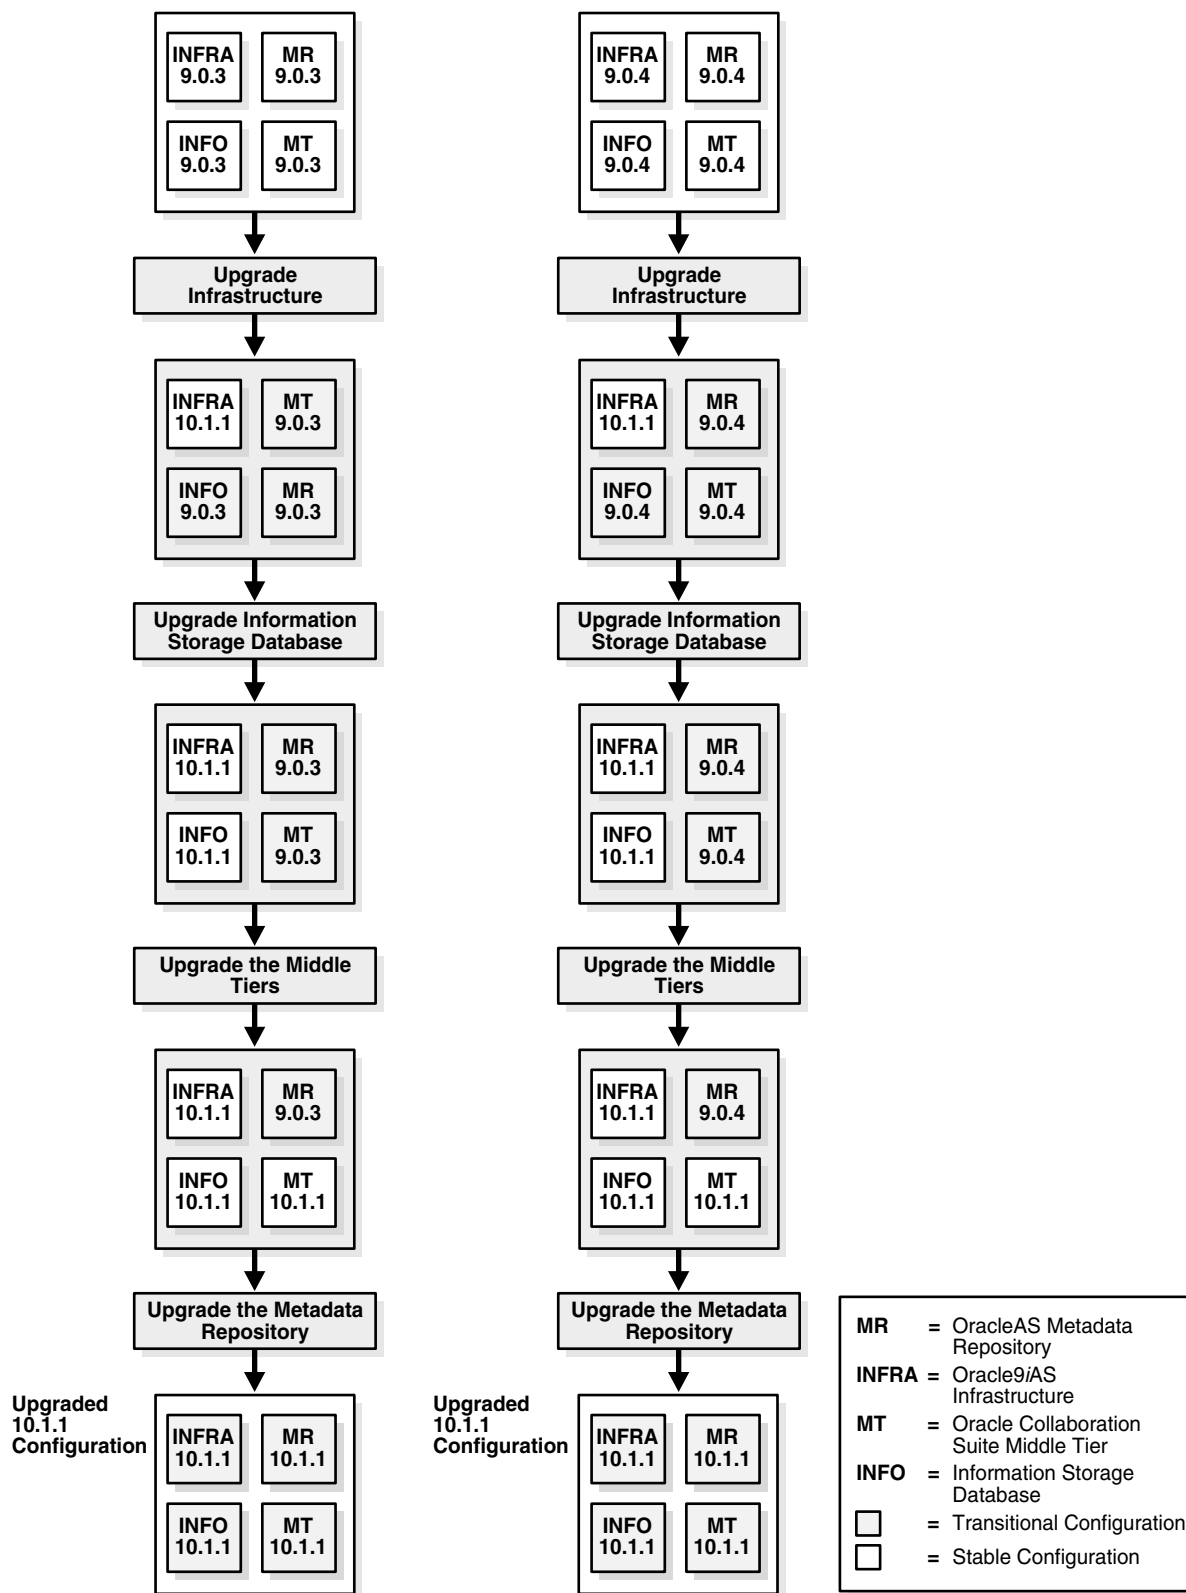 INFRA
9.0.3
MR
9.0.3
INFO
9.0.3
MT
9.0.3
Upgrade
Infrastructure
INFRA
10.1.1
MT
9.0.3
INFO
9.0.3
MR
9.0.3
Upgrade Information
Storage Database
INFRA
10.1.1
MR
9.0.3
INFO
10.1.1
MT
9.0.3
Upgrade the Middle
Tiers
INFRA
10.1.1
MR
9.0.3
INFO
10.1.1
MT
10.1.1
Upgrade the Metadata
Repository
Upgraded
10.1.1
Configuration
INFRA
10.1.1
MR
10.1.1
INFO
10.1.1
MT
10.1.1
INFRA
9.0.4
MR
9.0.4
INFO
9.0.4
MT
9.0.4
Upgrade
Infrastructure
INFRA
10.1.1
MR
9.0.4
INFO
9.0.4
MT
9.0.4
Upgrade Information
Storage Database
INFRA
10.1.1
MR
9.0.4
INFO
10.1.1
MT
9.0.4
Upgrade the Middle
Tiers
INFRA
10.1.1
MR
9.0.4
INFO
10.1.1
MT
10.1.1
Upgrade the Metadata
Repository
Upgraded
10.1.1
Configuration
INFRA
10.1.1
MR
10.1.1
INFO
10.1.1
MT
10.1.1
MR = OracleAS Metadata
Repository
INFRA = Oracle9iAS
Infrastructure
MT = Oracle Collaboration
Suite Middle Tier
INFO = Information Storage
Database
= Transitional Configuration
= Stable Configuration